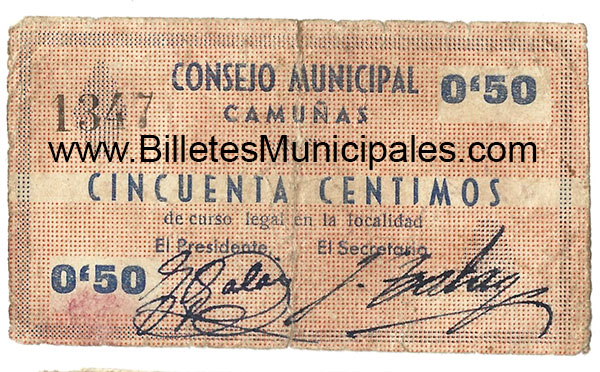 CONSEJO MUNICIPAL 0'50
1347 CAMUÑAS
www.BilletesMunicipales.com
CINCUENTA CENTIMOS
de curso legal en la localidad
El Presidente, El Secretario
0'50